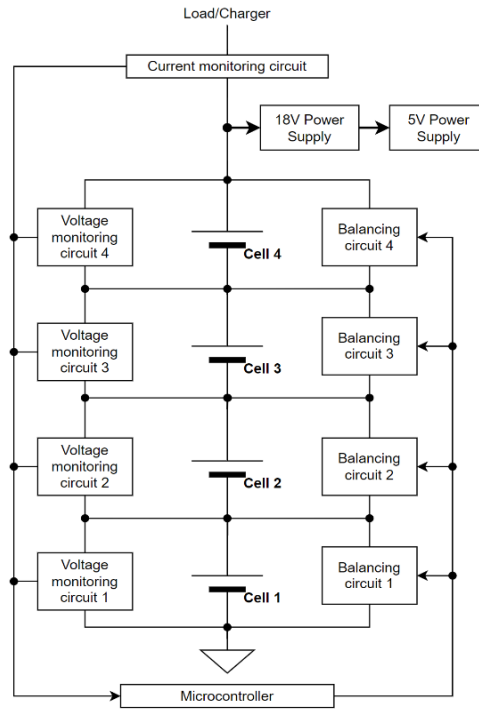 Load/Charger
Current monitoring circuit
18V Power
Supply
5V Power
Supply
Voltage
monitoring
circuit 4
Cell 4
Balancing
circuit 4
Voltage
monitoring
circuit 3
Cell 3
Balancing
circuit 3
Voltage
monitoring
circuit 2
Cell 2
Balancing
circuit 2
Voltage
monitoring
circuit 1
Cell 1
Balancing
circuit 1
Microcontroller